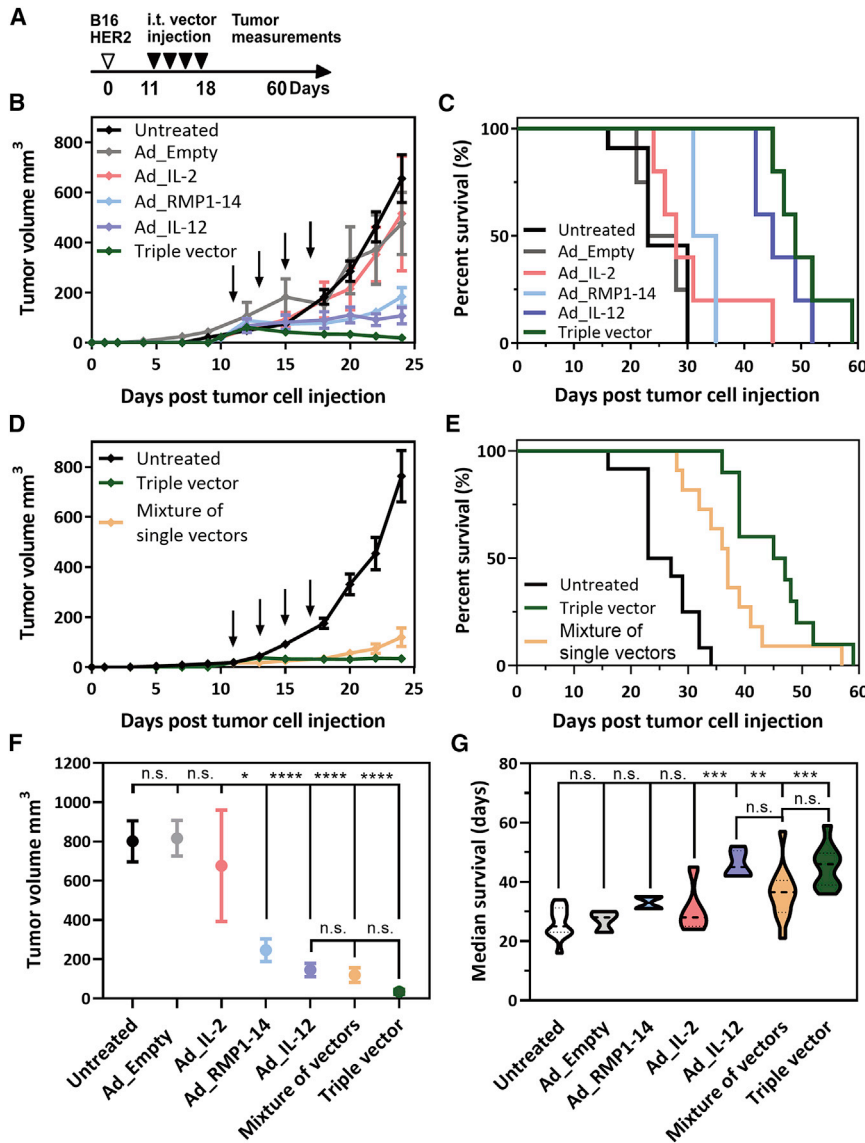 A
B16
HER2
i.t. vector
injection
Tumor
measurements
0
11
18
60
Days
B
Tumor volume mm³
800
600
400
200
0
Untreated
Ad_Empty
Ad_IL-2
Ad_RMP1-14
Ad_IL-12
Triple vector
0 5 10 15 20 25
Days post tumor cell injection
C
Percent survival (%)
100
50
0
Untreated
Ad_Empty
Ad_IL-2
Ad_RMP1-14
Ad_IL-12
Triple vector
0 10 20 30 40 50 60
Days post tumor cell injection
D
Tumor volume mm³
800
600
400
200
0
Untreated
Triple vector
Mixture of
single vectors
0 5 10 15 20 25
Days post tumor cell injection
E
Percent survival (%)
100
50
0
Untreated
Triple vector
Mixture of
single vectors
0 10 20 30 40 50 60
Days post tumor cell injection
F
Tumor volume mm³
1200
1000
800
600
400
200
0
n.s. n.s. * **** **** ****
n.s. n.s.
Untreated
Ad_Empty
Ad_IL-2
Ad_RMP1-14
Ad_IL-12
Mixture of vectors
Triple vector
G
Median survival (days)
80
60
40
20
0
n.s. n.s. n.s. *** ** ***
n.s. n.s.
Untreated
Ad_Empty
Ad_RMP1-14
Ad_IL-2
Ad_IL-12
Mixture of vectors
Triple vector